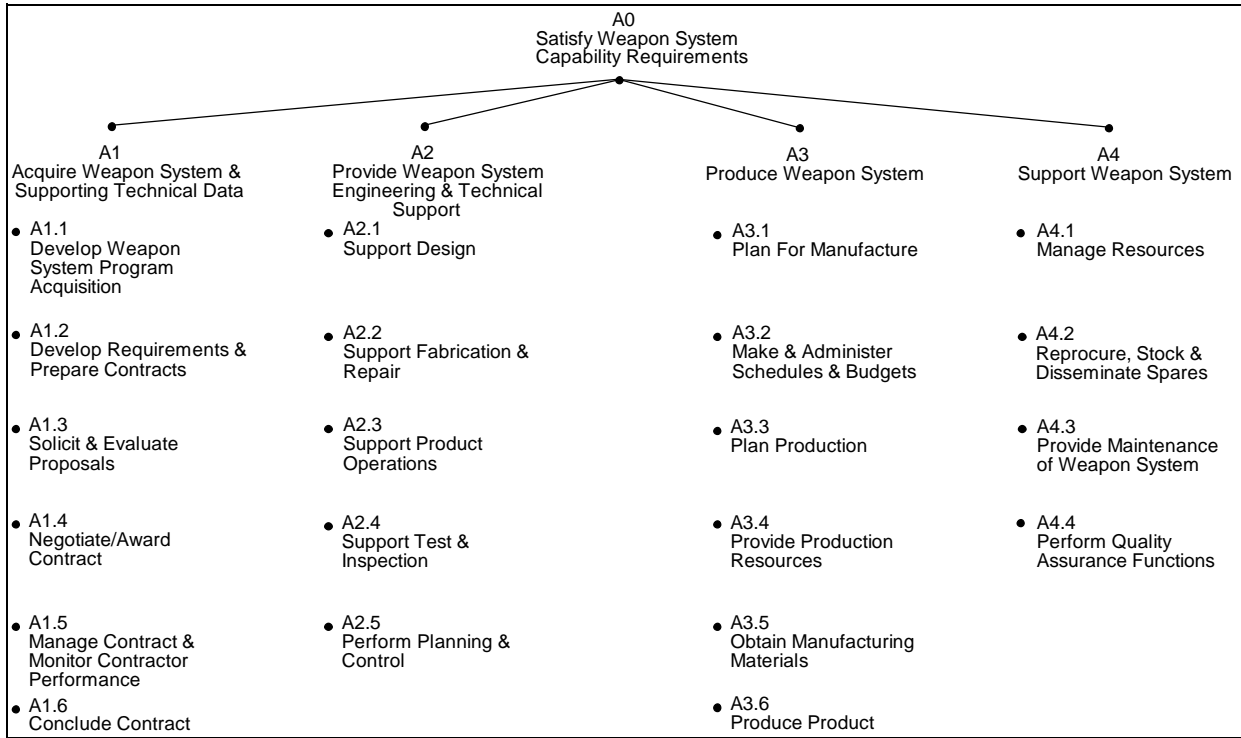 A0
Satisfy Weapon System
Capability Requirements
A1
Acquire Weapon System &
Supporting Technical Data
A1.1
Develop Weapon
System Program
Acquisition
A1.2
Develop Requirements &
Prepare Contracts
A1.3
Solicit & Evaluate
Proposals
A1.4
Negotiate/Award
Contract
A1.5
Manage Contract &
Monitor Contractor
Performance
A1.6
Conclude Contract
A2
Provide Weapon System
Engineering & Technical
Support
A2.1
Support Design
A2.2
Support Fabrication &
Repair
A2.3
Support Product
Operations
A2.4
Support Test &
Inspection
A2.5
Perform Planning &
Control
A3
Produce Weapon System
A3.1
Plan For Manufacture
A3.2
Make & Administer
Schedules & Budgets
A3.3
Plan Production
A3.4
Provide Production
Resources
A3.5
Obtain Manufacturing
Materials
A3.6
Produce Product
A4
Support Weapon System
A4.1
Manage Resources
A4.2
Reprocure, Stock &
Disseminate Spares
A4.3
Provide Maintenance
of Weapon System
A4.4
Perform Quality
Assurance Functions